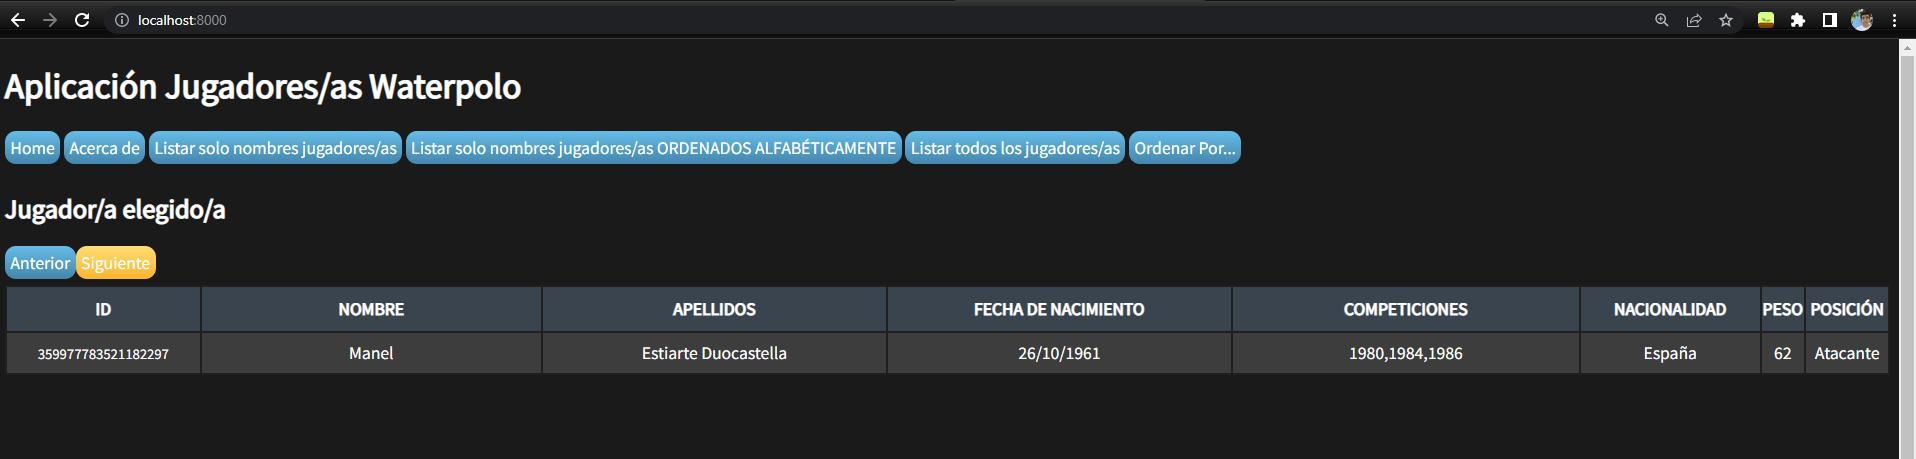 localhost:8000
Aplicación Jugadores/as Waterpolo
Home Acerca de Listar solo nombres jugadores/as Listar solo nombres jugadores/as ORDENADOS ALFABÉTICAMENTE Listar todos los jugadores/as Ordenar Por...
Jugador/a elegido/a
Anterior Siguiente
ID NOMBRE APELLIDOS FECHA DE NACIMIENTO COMPETICIONES NACIONALIDAD PESO POSICIÓN
359977783521182297 Manel Estiarte Duocastella 26/10/1961 1980,1984,1986 España 62 Atacante